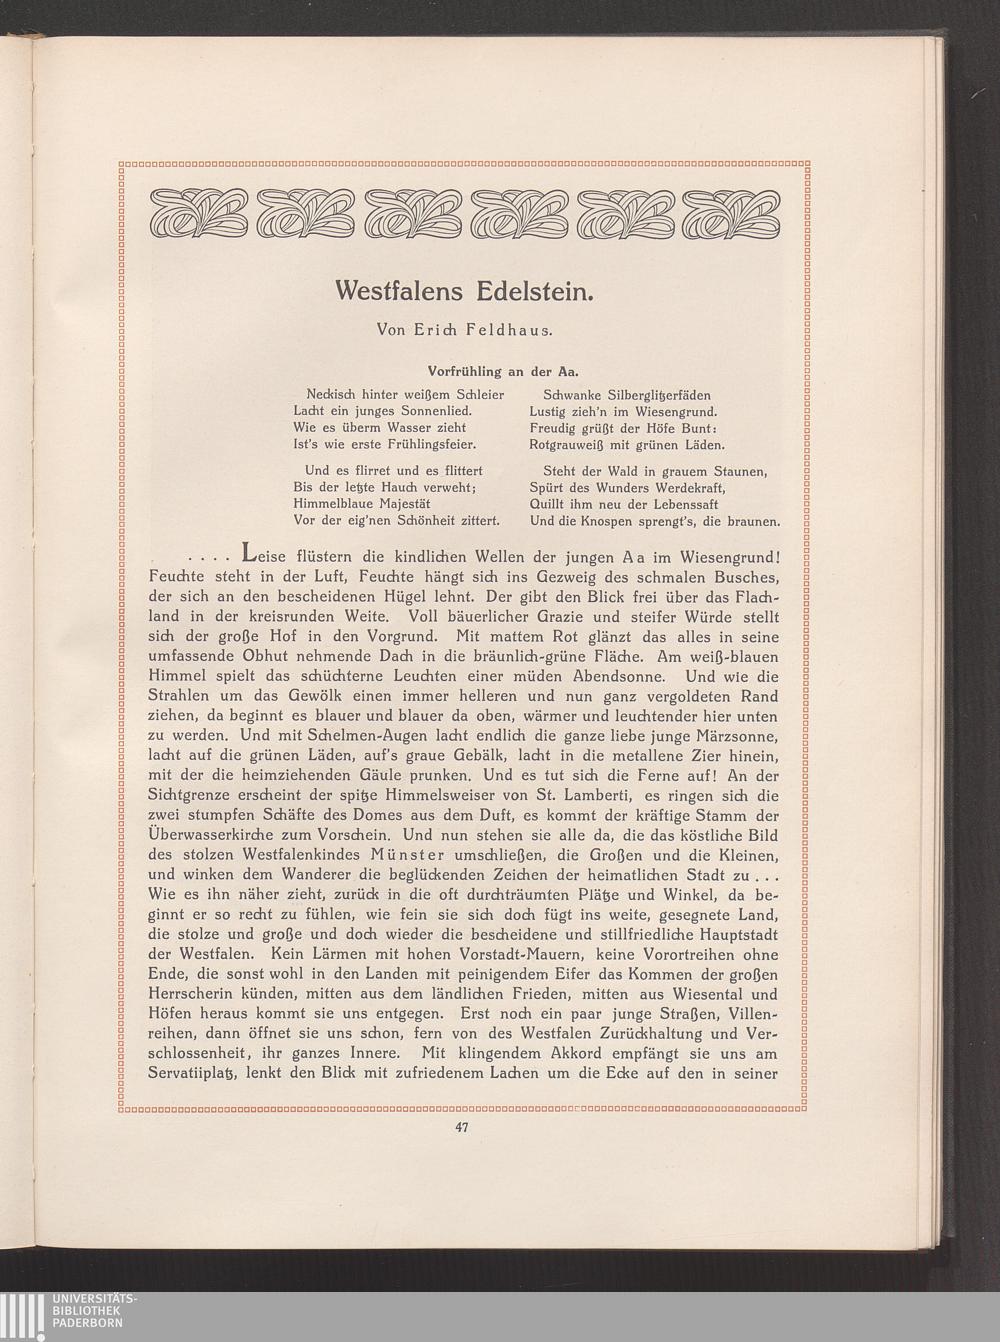 Westfalens Edelstein.
Von Erich Feldhaus.
Vorfrühling an der Aa.
Neckisch hinter weißem Schleier
Lacht ein junges Sonnenlied.
Wie es überm Wasser zieht
Ist's wie erste Frühlingsfeier.
Und es flirret und es flittert
Bis der letzte Hauch verweht;
Himmelblaue Majestät
Vor der eig'nen Schönheit zittert.
Schwanke Silberglitzerfäden
Lustig zieh'n im Wiesengrund.
Freudig grüßt der Höfe Bunt:
Rotgrauweiß mit grünen Läden.
Steht der Wald in grauem Staunen,
Spürt des Wunders Werdekraft,
Quillt ihm neu der Lebenssaft
Und die Knospen sprengt's, die braunen.
. . . . Leise flüstern die kindlichen Wellen der jungen Aa im Wiesengrund!
Feuchte steht in der Luft, Feuchte hängt sich ins Gezweig des schmalen Busches,
der sich an den bescheidenen Hügel lehnt. Der gibt den Blick frei über das Flach-
land in der kreisrunden Weite. Voll bäuerlicher Grazie und steifer Würde stellt
sich der große Hof in den Vorgrund. Mit mattem Rot glänzt das alles in seine
umfassende Obhut nehmende Dach in die bräunlich-grüne Fläche. Am weiß-blauen
Himmel spielt das schüchterne Leuchten einer müden Abendsonne. Und wie die
Strahlen um das Gewölk einen immer helleren und nun ganz vergoldeten Rand
ziehen, da beginnt es blauer und blauer da oben, wärmer und leuchtender hier unten
zu werden. Und mit Schelmen-Augen lacht endlich die ganze liebe junge Märzsonne,
lacht auf die grünen Läden, auf's graue Gebälk, lacht in die metallene Zier hinein,
mit der die heimziehenden Gäule prunken. Und es tut sich die Ferne auf! An der
Sichtgrenze erscheint der spitze Himmelsweiser von St. Lamberti, es ringen sich die
zwei stumpfen Schäfte des Domes aus dem Duft, es kommt der kräftige Stamm der
Überwasserkirche zum Vorschein. Und nun stehen sie alle da, die das köstliche Bild
des stolzen Westfalenkindes Münster umschließen, die Großen und die Kleinen,
und winken dem Wanderer die beglückenden Zeichen der heimatlichen Stadt zu . . .
Wie es ihn näher zieht, zurück in die oft durchträumten Plätze und Winkel, da be-
ginnt er so recht zu fühlen, wie fein sie sich doch fügt ins weite, gesegnete Land,
die stolze und große und doch wieder die bescheidene und stillfriedliche Hauptstadt
der Westfalen. Kein Lärmen mit hohen Vorstadt-Mauern, keine Vorortreihen ohne
Ende, die sonst wohl in den Landen mit peinigendem Eifer das Kommen der großen
Herrscherin künden, mitten aus dem ländlichen Frieden, mitten aus Wiesental und
Höfen heraus kommt sie uns entgegen. Erst noch ein paar junge Straßen, Villen-
reihen, dann öffnet sie uns schon, fern von des Westfalen Zurückhaltung und Ver-
schlossenheit, ihr ganzes Innere. Mit klingendem Akkord empfängt sie uns am
Servatiiplatz, lenkt den Blick mit zufriedenem Lachen um die Ecke auf den in seiner
47
UNIVERSITÄTS-
BIBLIOTHEK
PADERBORN